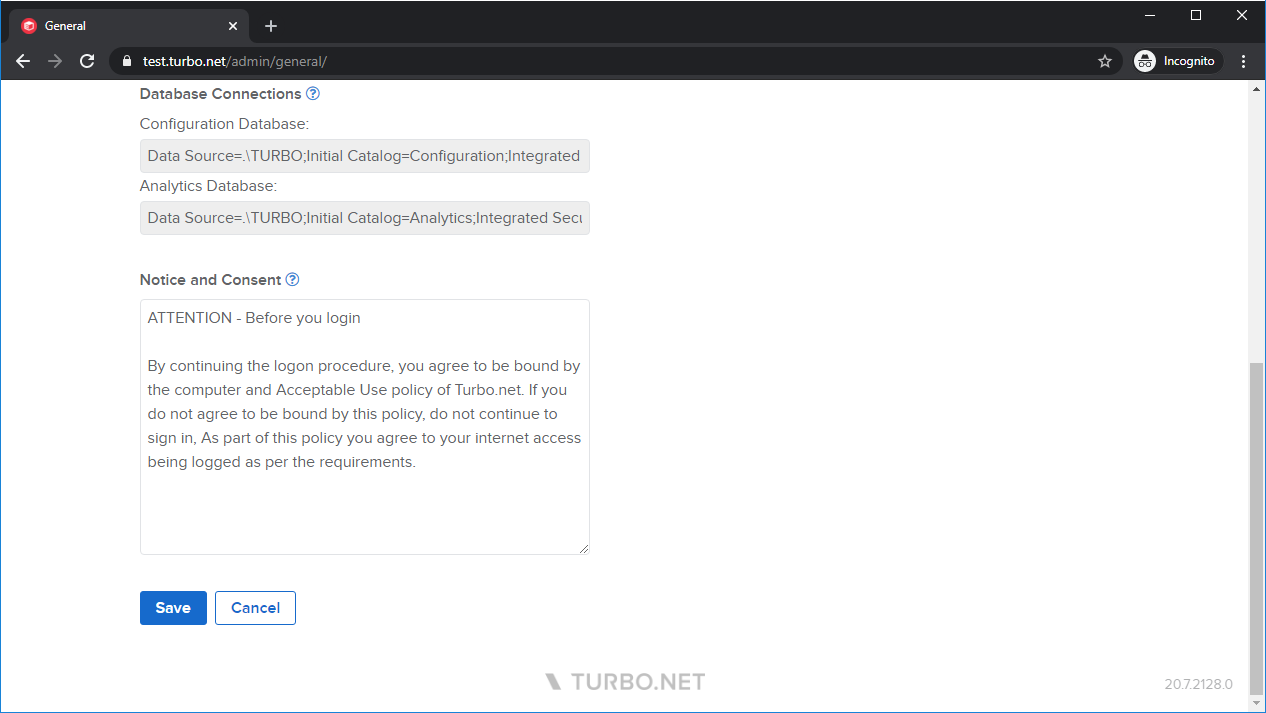 General
test.turbo.net/admin/general/
Incognito
Database Connections ?
Configuration Database:
Data Source=.\TURBO;Initial Catalog=Configuration;Integrated
Analytics Database:
Data Source=.\TURBO;Initial Catalog=Analytics;Integrated Secu
Notice and Consent ?
ATTENTION - Before you login
By continuing the logon procedure, you agree to be bound by
the computer and Acceptable Use policy of Turbo.net. If you
do not agree to be bound by this policy, do not continue to
sign in, As part of this policy you agree to your internet access
being logged as per the requirements.
Save Cancel
TURBO.NET
20.7.2128.0